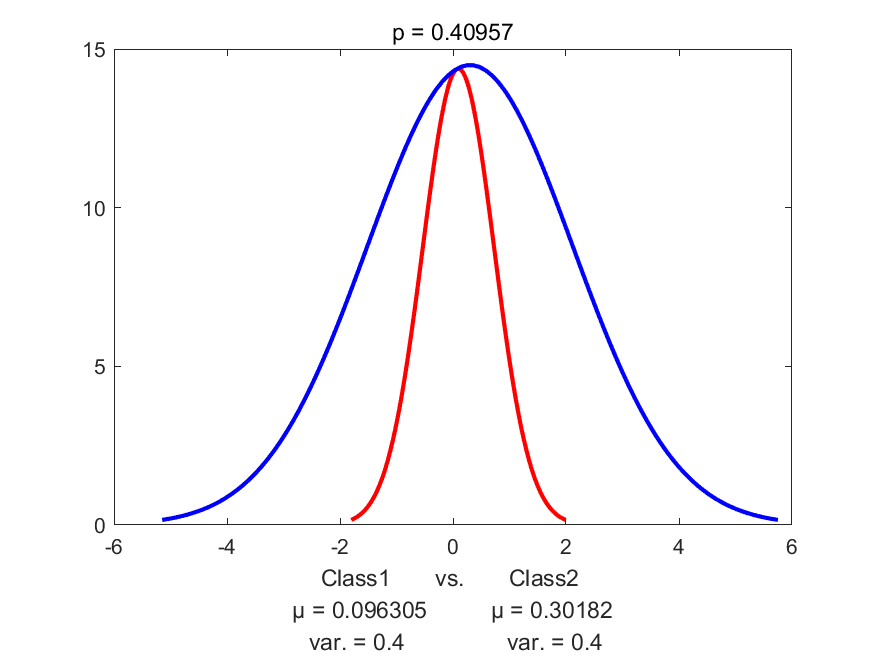 p = 0.40957
15
10
5
0
-6 -4 -2 0 2 4 6
Class1 vs. Class2
μ = 0.096305 μ = 0.30182
var. = 0.4 var. = 0.4